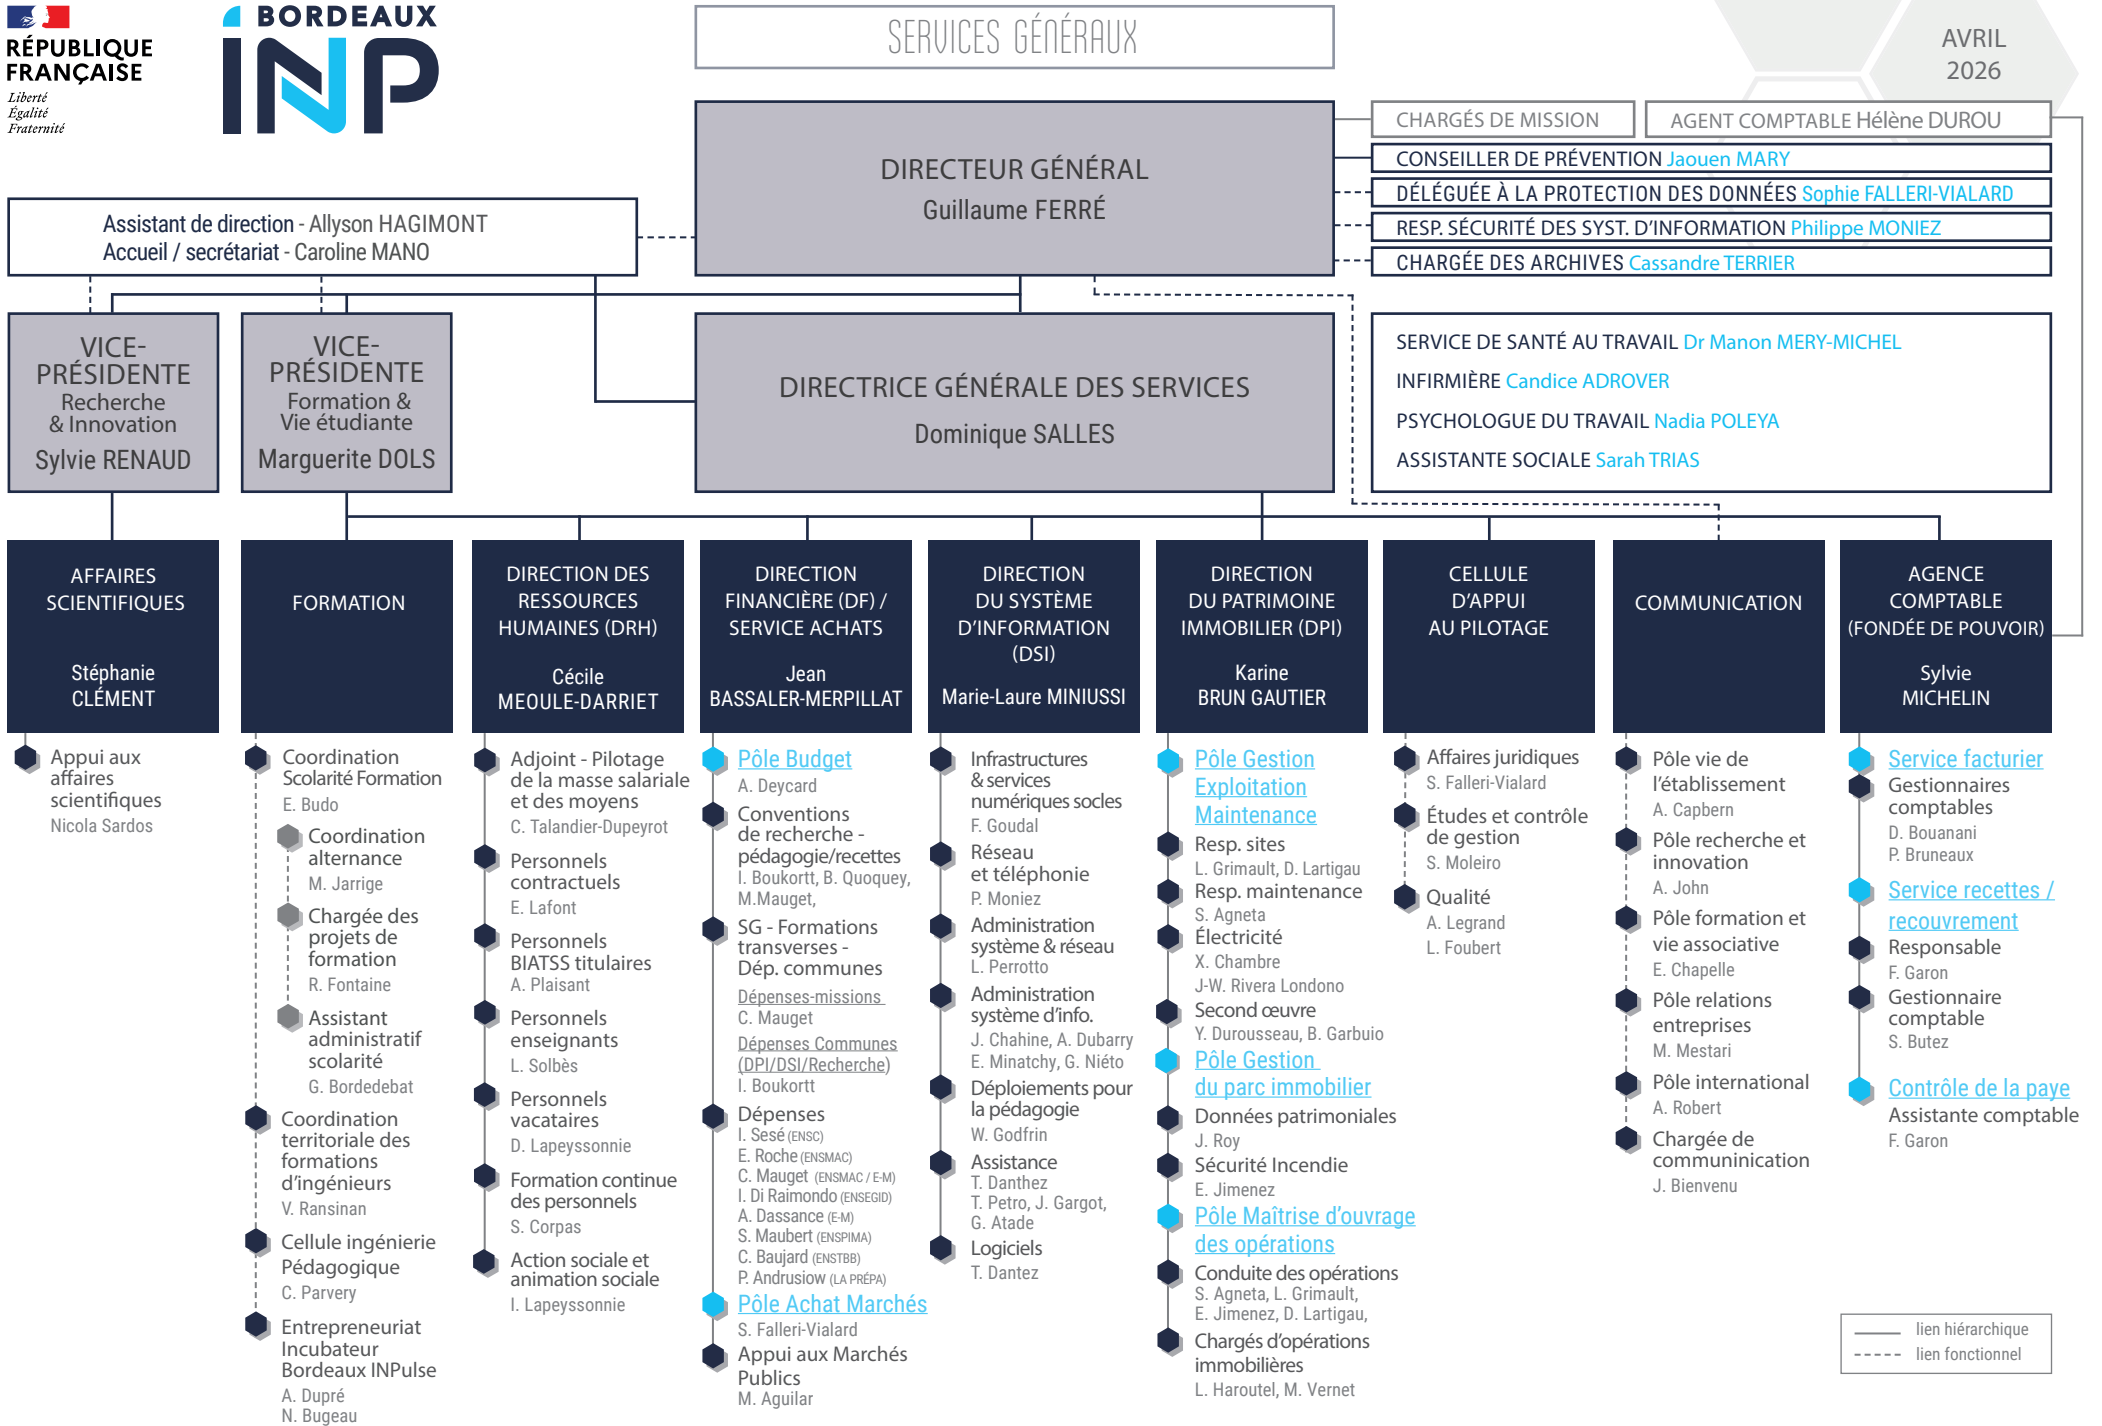 RÉPUBLIQUE
FRANÇAISE
Liberté
Égalité
Fraternité
BORDEAUX
INP
SERVICES GÉNÉRAUX
AVRIL
2026
DIRECTEUR GÉNÉRAL
Guillaume FERRÉ
CHARGÉS DE MISSION
AGENT COMPTABLE Hélène DUROU
CONSEILLER DE PRÉVENTION Jaouen MARY
DÉLÉGUÉE À LA PROTECTION DES DONNÉES Sophie FALLERI-VIALARD
RESP. SÉCURITÉ DES SYST. D'INFORMATION Philippe MONIEZ
CHARGÉE DES ARCHIVES Cassandre TERRIER
Assistant de direction - Allyson HAGIMONT
Accueil / secrétariat - Caroline MANO
VICE-
PRÉSIDENTE
Recherche
& Innovation
Sylvie RENAUD
VICE-
PRÉSIDENTE
Formation &
Vie étudiante
Marguerite DOLS
DIRECTRICE GÉNÉRALE DES SERVICES
Dominique SALLES
SERVICE DE SANTÉ AU TRAVAIL Dr Manon MERY-MICHEL
INFIRMIÈRE Candice ADROVER
PSYCHOLOGUE DU TRAVAIL Nadia POLEYA
ASSISTANTE SOCIALE Sarah TRIAS
AFFAIRES
SCIENTIFIQUES
Stéphanie
CLÉMENT
Appui aux
affaires
scientifiques
Nicola Sardos
FORMATION
Coordination
Scolarité Formation
E. Budo
Coordination
alternance
M. Jarrige
Chargée des
projets de
formation
R. Fontaine
Assistant
administratif
scolarité
G. Bordedebat
Coordination
territoriale des
formations
d'ingénieurs
V. Ransinan
Cellule ingénierie
Pédagogique
C. Parvery
Entrepreneuriat
Incubateur
Bordeaux INPulse
A. Dupré
N. Bugeau
DIRECTION DES
RESSOURCES
HUMAINES (DRH)
Cécile
MEOULE-DARRIET
Adjoint - Pilotage
de la masse salariale
et des moyens
C. Talandier-Dupeyrot
Personnels
contractuels
E. Lafont
Personnels
BIATSS titulaires
A. Plaisant
Personnels
enseignants
L. Solbès
Personnels
vacataires
D. Lapeyssonnie
Formation continue
des personnels
S. Corpas
Action sociale et
animation sociale
I. Lapeyssonnie
DIRECTION
FINANCIÈRE (DF) /
SERVICE ACHATS
Jean
BASSALER-MERPILLAT
Pôle Budget
A. Deycard
Conventions
de recherche -
pédagogie/recettes
I. Boukortt, B. Quoquey,
M.Mauget,
SG - Formations
transverses -
Dép. communes
Dépenses-missions
C. Mauget
Dépenses Communes
(DPI/DSI/Recherche)
I. Boukortt
Dépenses
I. Sesé (ENSC)
E. Roche (ENSMAC)
C. Mauget (ENSMAC / E-M)
I. Di Raimondo (ENSEGID)
A. Dassance (E-M)
S. Maubert (ENSPIMA)
C. Baujard (ENSTBB)
P. Andrusiow (LA PRÉPA)
Pôle Achat Marchés
S. Falleri-Vialard
Appui aux Marchés
Publics
M. Aguilar
DIRECTION
DU SYSTÈME
D'INFORMATION
(DSI)
Marie-Laure MINIUSSI
Infrastructures
& services
numériques socles
F. Goudal
Réseau
et téléphonie
P. Moniez
Administration
système & réseau
L. Perrotto
Administration
système d'info.
J. Chahine, A. Dubarry
E. Minatchy, G. Niéto
Déploiements pour
la pédagogie
W. Godfrin
Assistance
T. Danthez
T. Petro, J. Gargot,
G. Atade
Logiciels
T. Dantez
DIRECTION
DU PATRIMOINE
IMMOBILIER (DPI)
Karine
BRUN GAUTIER
Pôle Gestion
Exploitation
Maintenance
Resp. sites
L. Grimault, D. Lartigau
Resp. maintenance
S. Agneta
Électricité
X. Chambre
J-W. Rivera Londono
Second œuvre
Y. Durousseau, B. Garbuio
Pôle Gestion
du parc immobilier
Données patrimoniales
J. Roy
Sécurité Incendie
E. Jimenez
Pôle Maîtrise d'ouvrage
des opérations
Conduite des opérations
S. Agneta, L. Grimault,
E. Jimenez, D. Lartigau,
Chargés d'opérations
immobilières
L. Haroutel, M. Vernet
CELLULE
D'APPUI
AU PILOTAGE
Affaires juridiques
S. Falleri-Vialard
Études et contrôle
de gestion
S. Moleiro
Qualité
A. Legrand
L. Foubert
COMMUNICATION
Pôle vie de
l'établissement
A. Capbern
Pôle recherche et
innovation
A. John
Pôle formation et
vie associative
E. Chapelle
Pôle relations
entreprises
M. Mestari
Pôle international
A. Robert
Chargée de
communinication
J. Bienvenu
AGENCE
COMPTABLE
(FONDÉE DE POUVOIR)
Sylvie
MICHELIN
Service facturier
Gestionnaires
comptables
D. Bouanani
P. Bruneaux
Service recettes /
recouvrement
Responsable
F. Garon
Gestionnaire
comptable
S. Butez
Contrôle de la paye
Assistante comptable
F. Garon
lien hiérarchique
lien fonctionnel